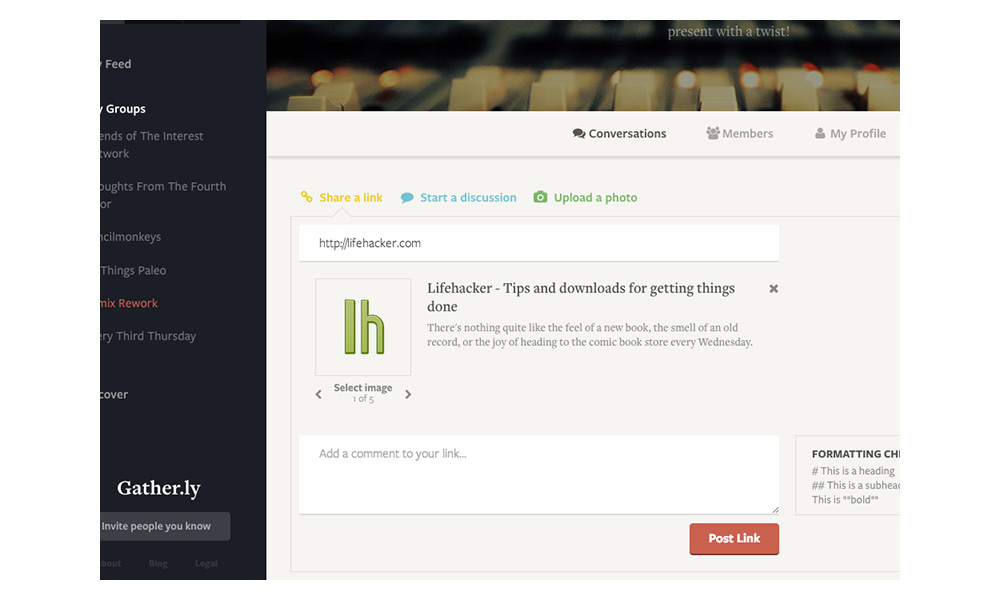 present with a twist!
Feed
Groups
ends of The Interest
twork
oughts From The Fourth
or
ncilmonkeys
Things Paleo
mix Rework
ery Third Thursday
cover
Gather.ly
Invite people you know
bout Blog Legal
Conversations Members My Profile
Share a link Start a discussion Upload a photo
http://lifehacker.com
lh
Lifehacker - Tips and downloads for getting things
done
There's nothing quite like the feel of a new book, the smell of an old
record, or the joy of heading to the comic book store every Wednesday.
Select image
1 of 5
Add a comment to your link...
Post Link
FORMATTING CHE
# This is a heading
## This is a subhead
This is **bold**